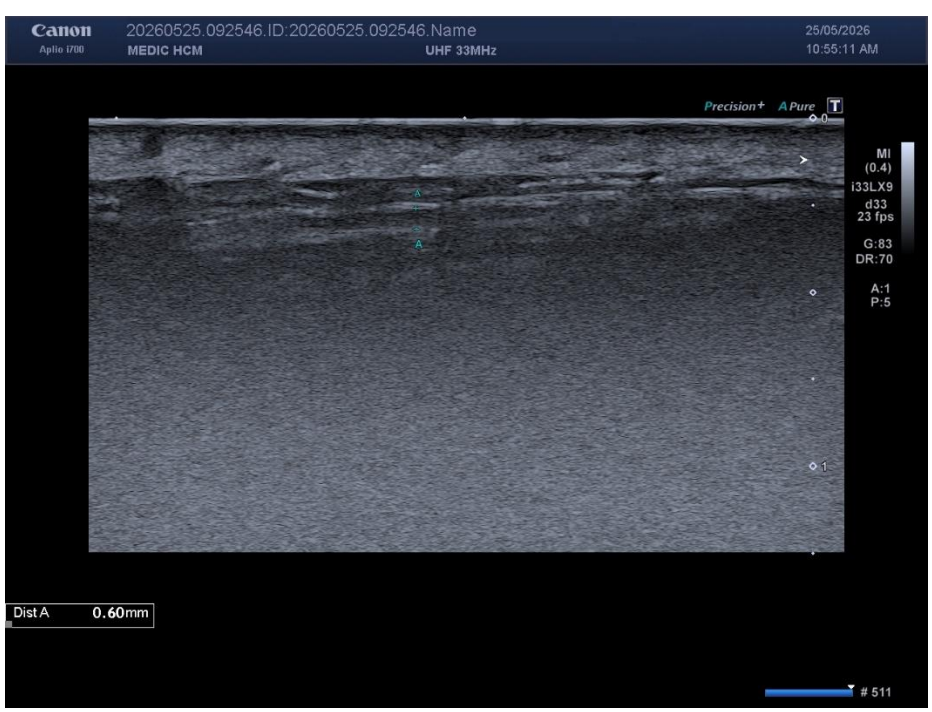 Canon
Aplio i700
20260525.092546.ID:20260525.092546.Name
MEDIC HCM
UHF 33MHz
25/05/2026
10:55:11 AM
Precision+ APure T
0
MI
(0.4)
i33LX9
d33
23 fps
G:83
DR:70
A:1
P:5
A
A
1
Dist A 0.60mm
# 511